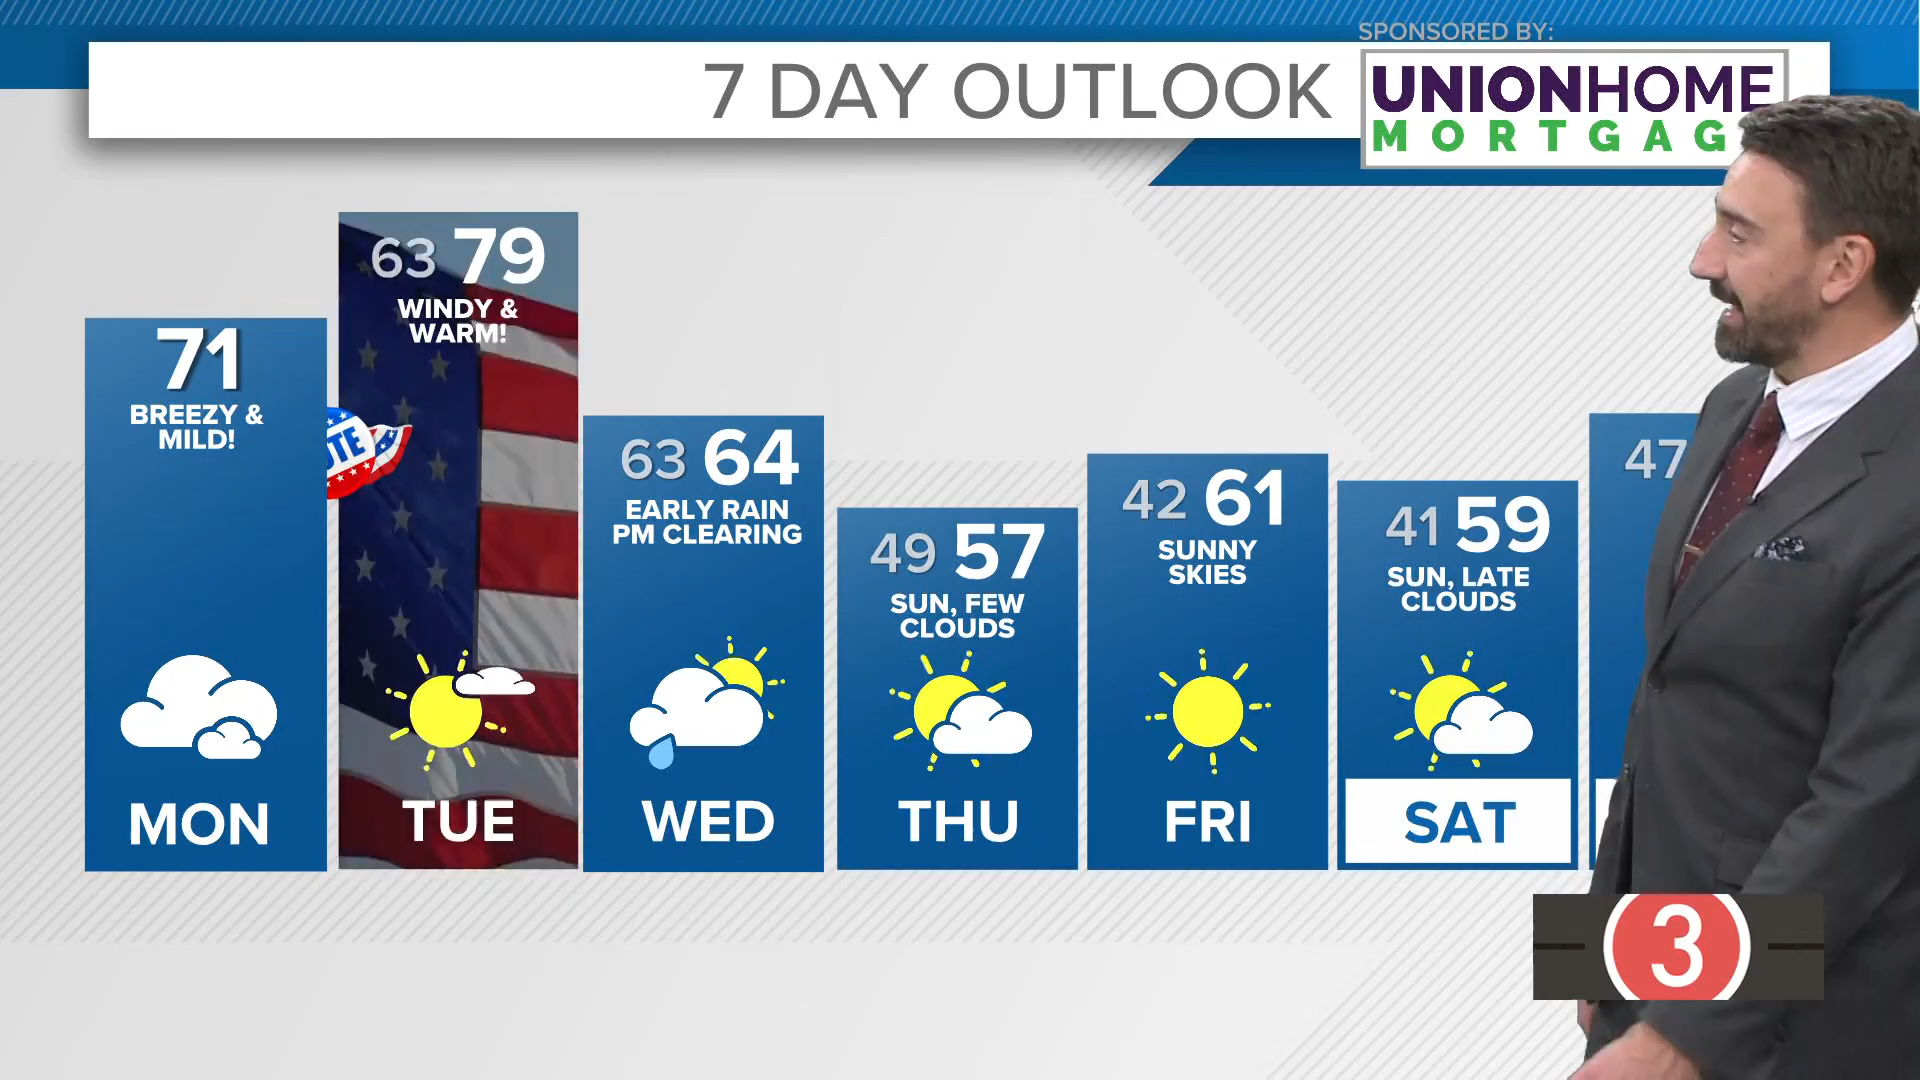 SPONSORED BY:
7 DAY OUTLOOK
UNIONHOME
MORTGAG
71
BREEZY &
MILD!
MON
63 79
WINDY &
WARM!
TUE
63 64
EARLY RAIN
PM CLEARING
WED
49 57
SUN, FEW
CLOUDS
THU
42 61
SUNNY
SKIES
FRI
41 59
SUN, LATE
CLOUDS
SAT
47
3